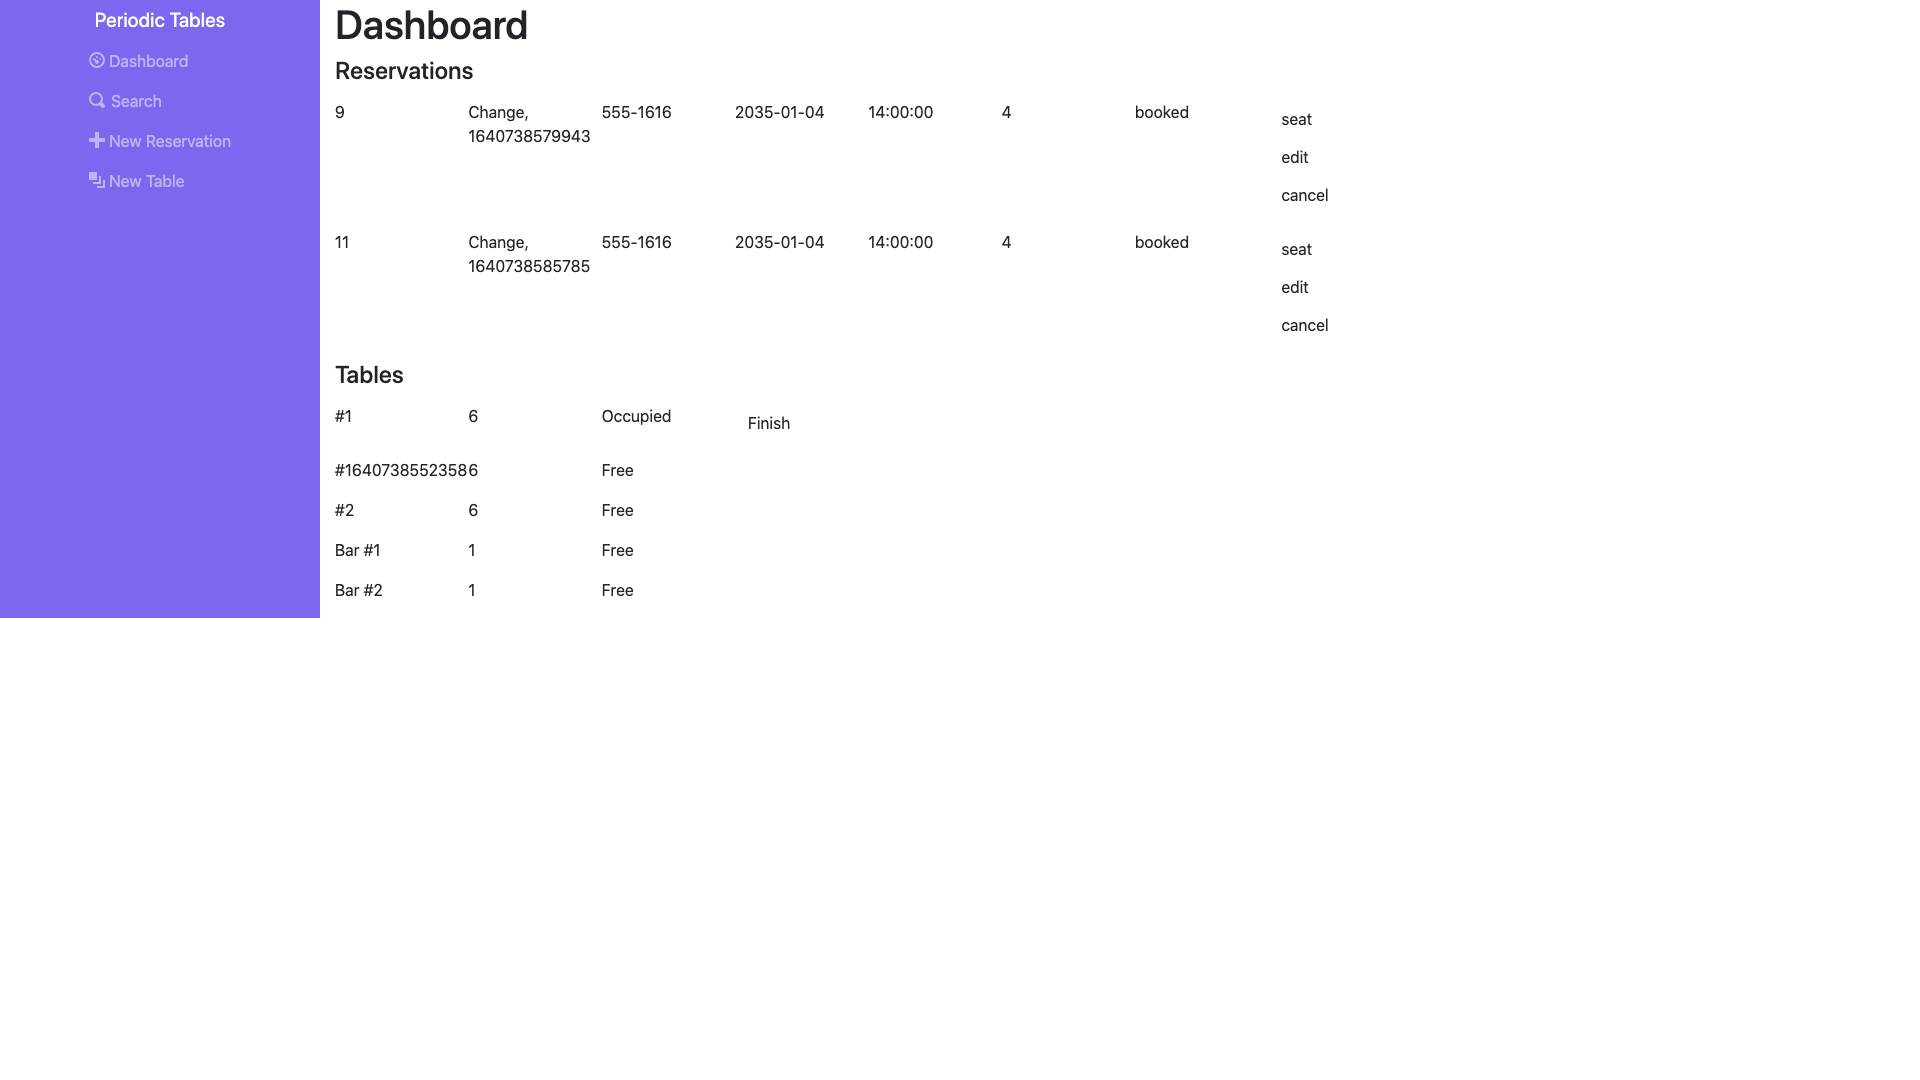 Periodic Tables
Dashboard
Search
New Reservation
New Table
Dashboard
Reservations
9 Change, 555-1616 2035-01-04 14:00:00 4 booked seat
1640738579943
edit
cancel
11 Change, 555-1616 2035-01-04 14:00:00 4 booked seat
1640738585785
edit
cancel
Tables
#1 6 Occupied Finish
#1640738552358 6 Free
#2 6 Free
Bar #1 1 Free
Bar #2 1 Free